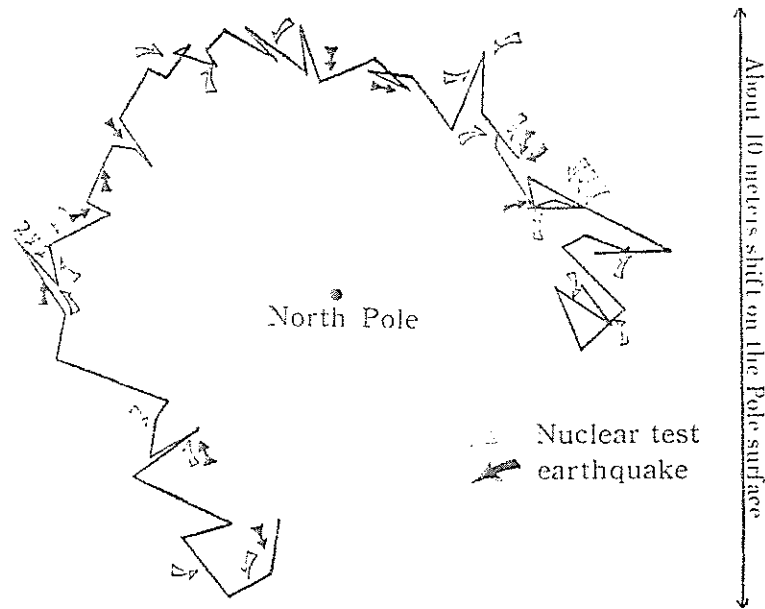 North Pole
Nuclear test
earthquake
About 10 meters shift on the Pole surface